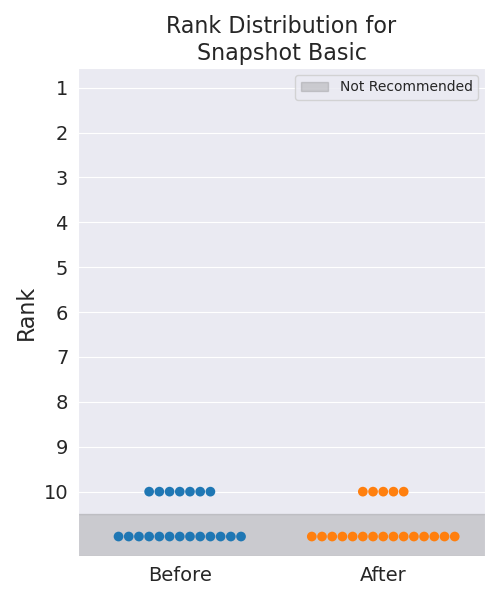 Rank Distribution for
Snapshot Basic
Not Recommended
1
2
3
4
5
6
7
8
9
10
Rank
Before
After